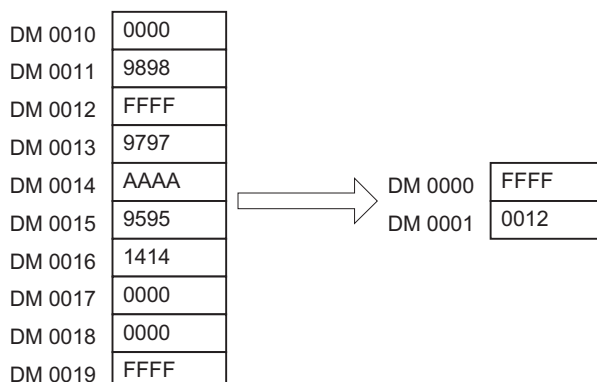 DM 0010 0000
DM 0011 9898
DM 0012 FFFF
DM 0013 9797
DM 0014 AAAA
DM 0015 9595
DM 0016 1414
DM 0017 0000
DM 0018 0000
DM 0019 FFFF
DM 0000 FFFF
DM 0001 0012